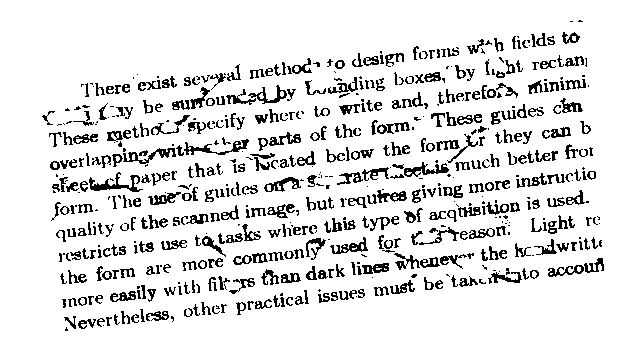 There exist several methods to design forms with fields to
may be surrounded by bounding boxes, by light rectan
These methods specify where to write and, therefore, minimi
overlapping with other parts of the form. These guides can
sheet of paper that is located below the form or they can b
form. The use of guides on a separate sheet is much better from
quality of the scanned image, but requires giving more instructio
restricts its use to tasks where this type of acquisition is used.
the form are more commonly used for this reason. Light re
more easily with filters than dark lines whenever the handwritte
Nevertheless, other practical issues must be taken into accoun